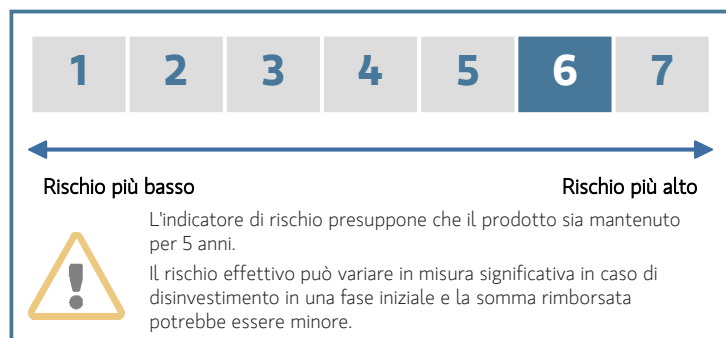 1 2 3 4 5 6 7
Rischio più basso Rischio più alto
L'indicatore di rischio presuppone che il prodotto sia mantenuto
per 5 anni.
Il rischio effettivo può variare in misura significativa in caso di
disinvestimento in una fase iniziale e la somma rimborsata
potrebbe essere minore.